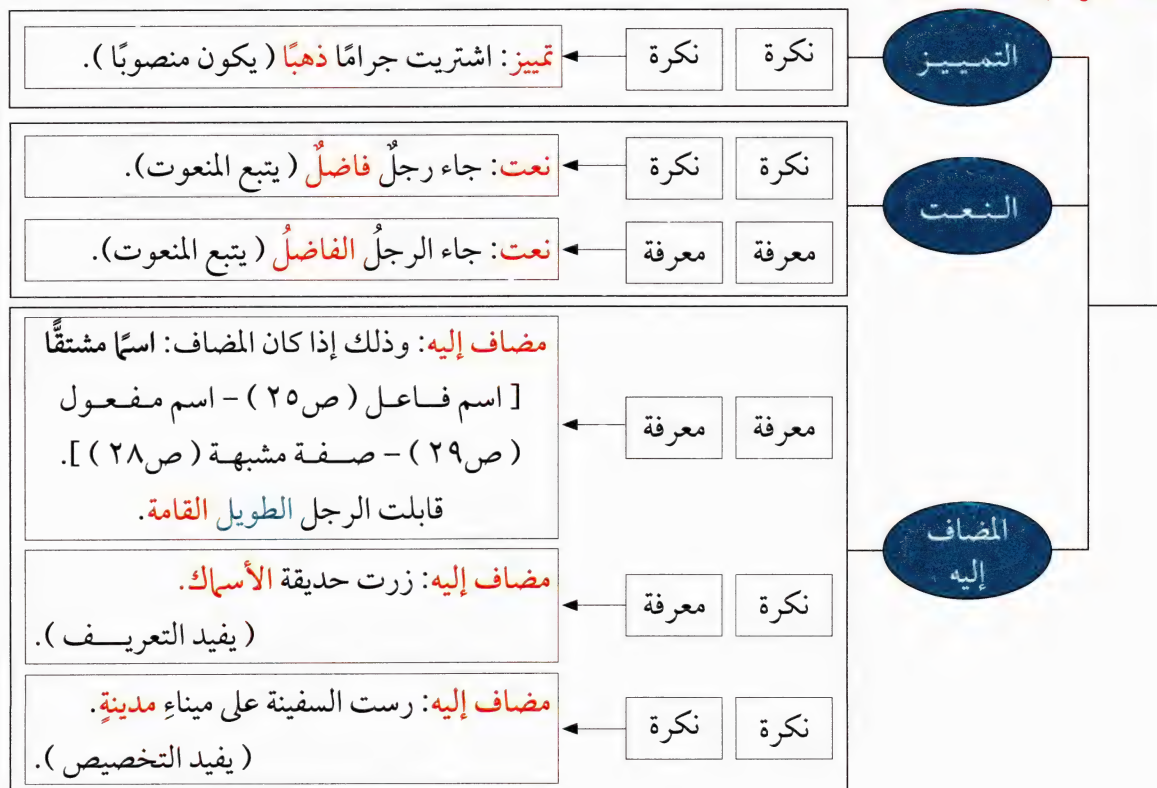 التمييز
نكرة
نكرة
تمييز: اشتريت جرامًا ذهبًا ( يكون منصوبًا ).
النعت
نكرة
نكرة
نعت: جاء رجلٌ فاضلٌ ( يتبع المنعوت).
معرفة
معرفة
نعت: جاء الرجلُ الفاضلُ ( يتبع المنعوت).
المضاف
إليه
معرفة
معرفة
مضاف إليه: وذلك إذا كان المضاف: اسمًا مشتقًّا
[ اسم فاعل ( ص٢٥ ) – اسم مفعول
( ص٢٩ ) – صفة مشبهة ( ص٢٨ ) ].
قابلت الرجل الطويل القامة.
نكرة
معرفة
مضاف إليه: زرت حديقة الأسماك.
( يفيد التعريف ).
نكرة
نكرة
مضاف إليه: رست السفينة على ميناءِ مدينةٍ.
( يفيد التخصيص ).